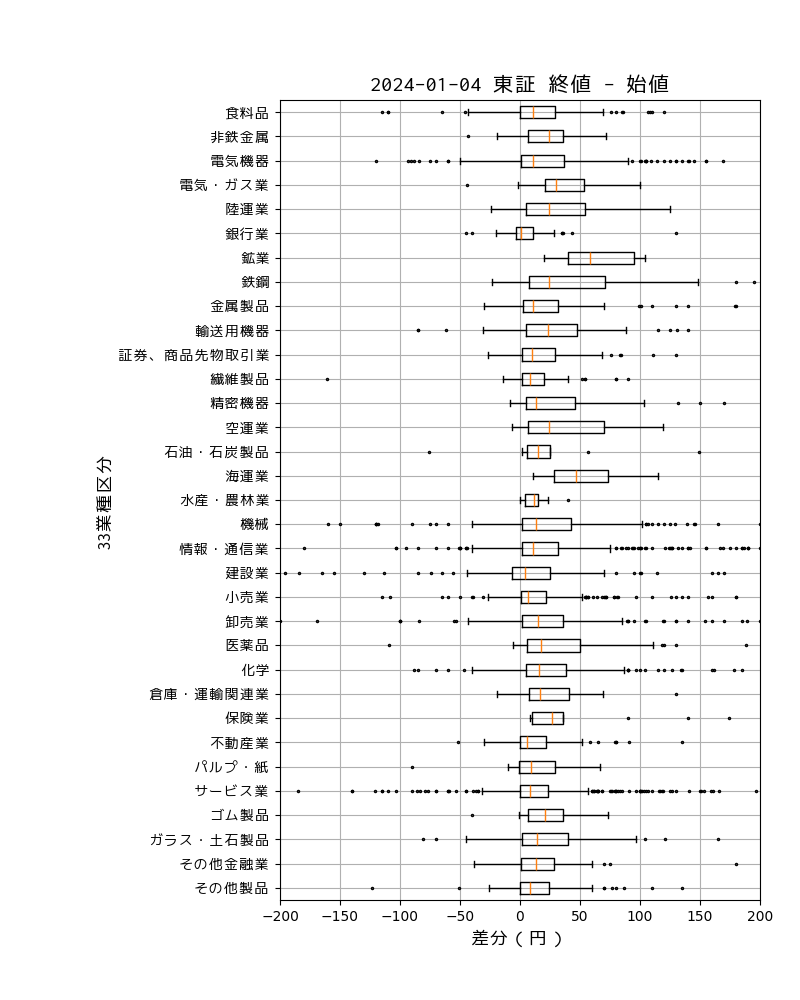 2024-01-04 東証 終値 - 始値
食料品
非鉄金属
電気機器
電気・ガス業
陸運業
銀行業
鉱業
鉄鋼
金属製品
輸送用機器
証券、商品先物取引業
繊維製品
精密機器
空運業
石油・石炭製品
海運業
水産・農林業
機械
情報・通信業
建設業
小売業
卸売業
医薬品
化学
倉庫・運輸関連業
保険業
不動産業
パルプ・紙
サービス業
ゴム製品
ガラス・土石製品
その他金融業
その他製品
33業種区分
−200 −150 −100 −50 0 50 100 150 200
差分(円)